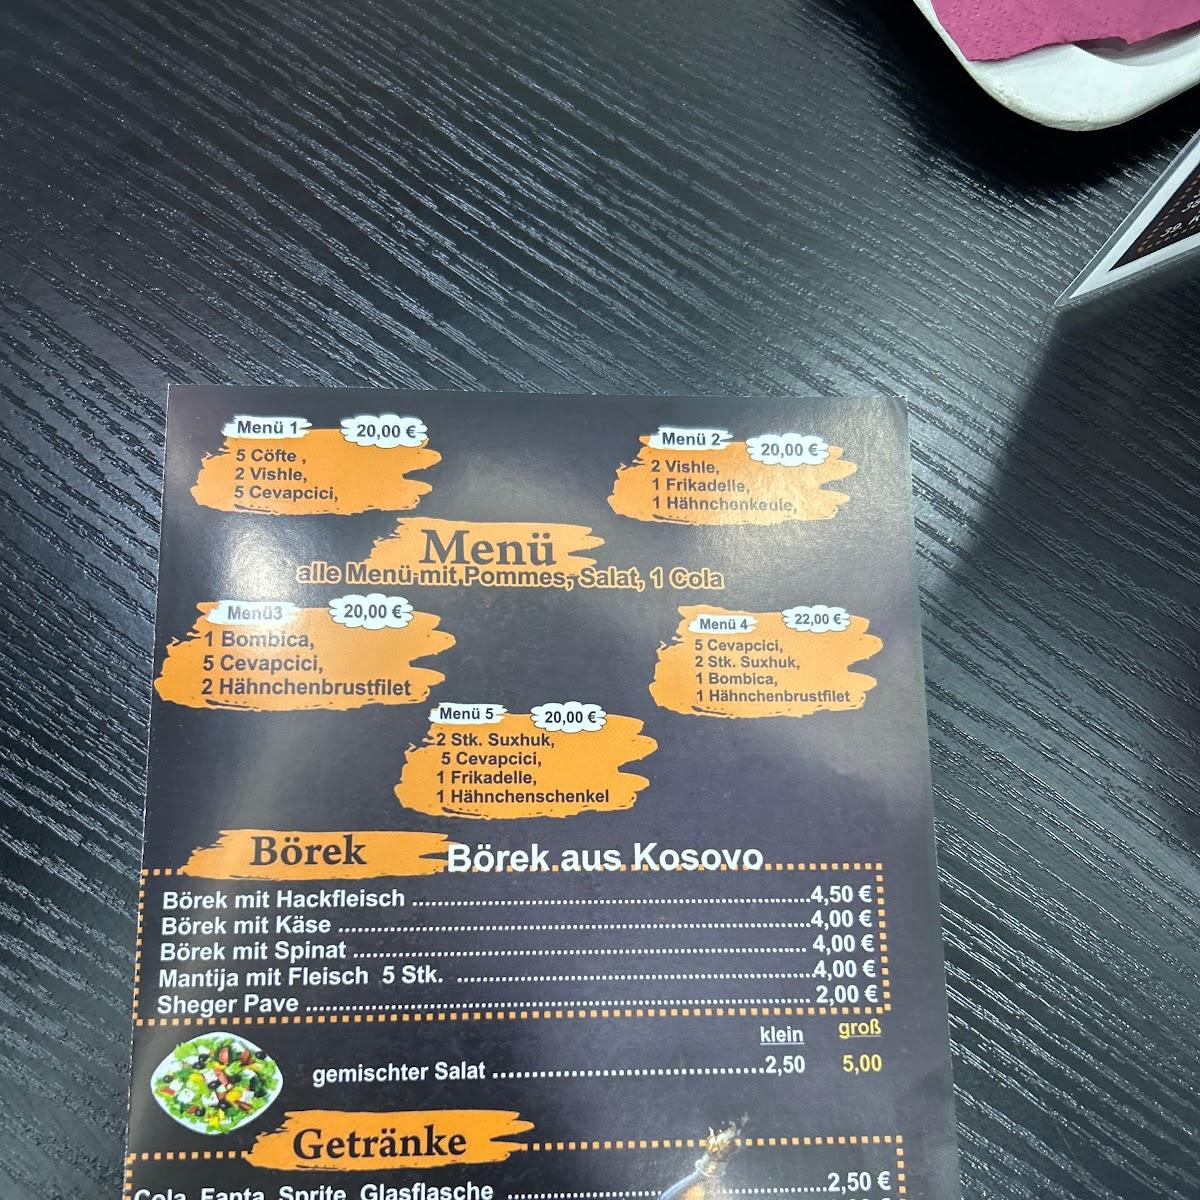 Menü 1
20,00 €
5 Cöfte ,
2 Vishle,
5 Cevapcici,
Menü 2
20,00 €
2 Vishle,
1 Frikadelle,
1 Hähnchenkeule,
Menü
alle Menü mit Pommes, Salat, 1 Cola
Menü3
20,00 €
1 Bombica,
5 Cevapcici,
2 Hähnchenbrustfilet
Menü 4
22,00 €
5 Cevapcici,
2 Stk. Suxhuk,
1 Bombica,
1 Hähnchenbrustfilet
Menü 5
20,00 €
2 Stk. Suxhuk,
5 Cevapcici,
1 Frikadelle,
1 Hähnchenschenkel
Börek Börek aus Kosovo
Börek mit Hackfleisch ........ 4,50 €
Börek mit Käse ........ 4,00 €
Börek mit Spinat ........ 4,00 €
Mantija mit Fleisch 5 Stk. ........ 4,00 €
Sheger Pave ........ 2,00 €
klein groß
gemischter Salat ........ 2,50 5,00
Getränke
Cola, Fanta, Sprite, Glasflasche ........ 2,50 €
39.